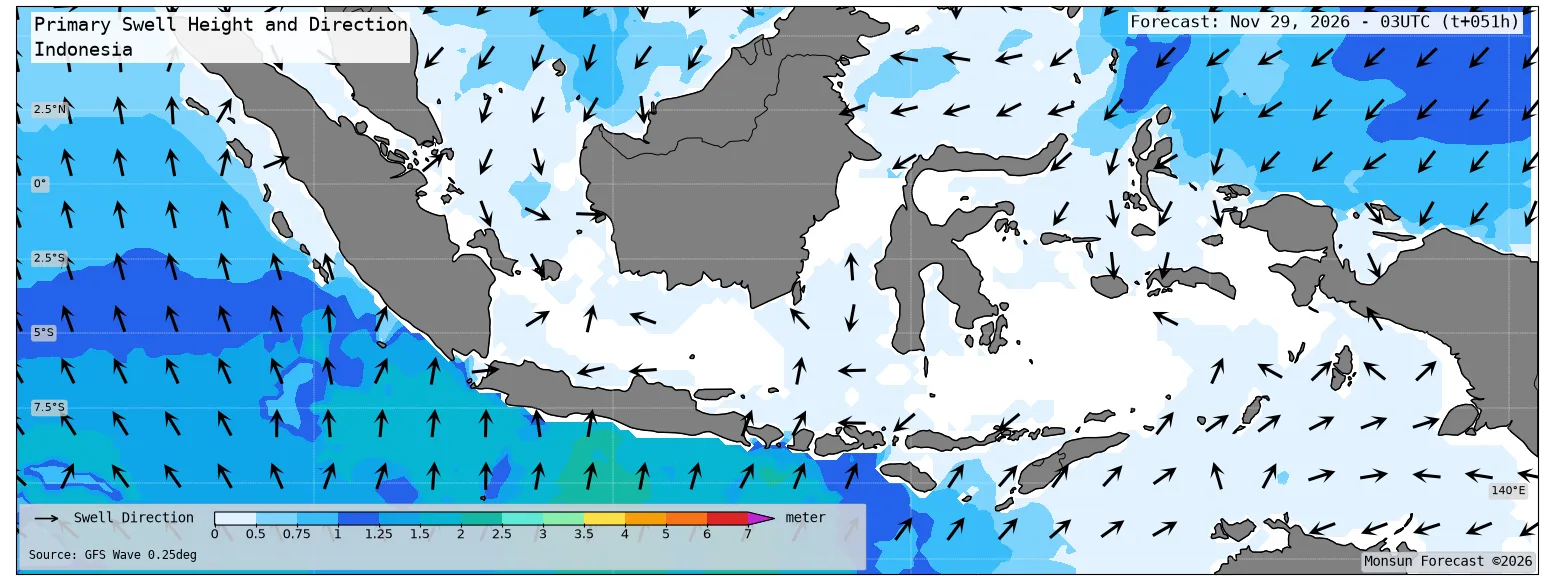 Primary Swell Height and Direction
Indonesia
Forecast: Nov 29, 2026 - 03UTC (t+051h)
2.5°N
0°
2.5°S
5°S
7.5°S
140°E
Swell Direction
0 0.5 0.75 1 1.25 1.5 2 2.5 3 3.5 4 5 6 7
meter
Source: GFS Wave 0.25deg
Monsun Forecast ©2026